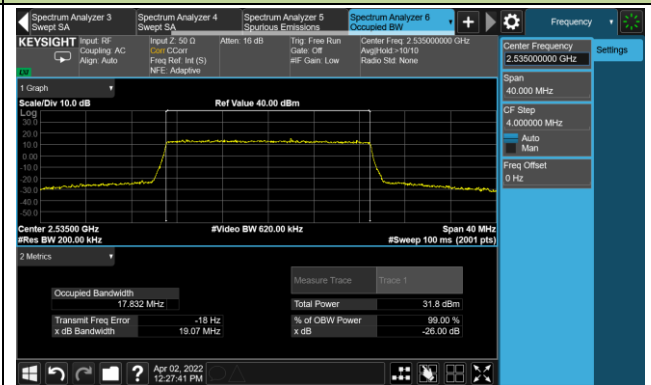 Spectrum Analyzer 3
Swept SA
Spectrum Analyzer 4
Swept SA
Spectrum Analyzer 5
Spurious Emissions
Spectrum Analyzer 6
Occupied BW
Frequency
KEYSIGHT
Input: RF
Coupling: AC
Align: Auto
Input Z: 50 Ω
Corr CCorr
Freq Ref: Int (S)
NFE: Adaptive
Atten: 16 dB
Trig: Free Run
Gate: Off
#IF Gain: Low
Center Freq: 2.535000000 GHz
Avg|Hold:>10/10
Radio Std: None
Center Frequency
2.535000000 GHz
Settings
Span
40.000 MHz
CF Step
4.000000 MHz
Auto
Man
Freq Offset
0 Hz
1 Graph
Scale/Div 10.0 dB
Ref Value 40.00 dBm
Log
30.0
20.0
10.0
0.00
-10.0
-20.0
-30.0
-40.0
-50.0
Center 2.53500 GHz
#Video BW 620.00 kHz
Span 40 MHz
#Res BW 200.00 kHz
#Sweep 100 ms (2001 pts)
2 Metrics
Measure Trace
Trace 1
Occupied Bandwidth
17.832 MHz
Total Power
31.8 dBm
Transmit Freq Error
-18 Hz
% of OBW Power
99.00 %
x dB Bandwidth
19.07 MHz
x dB
-26.00 dB
Apr 02, 2022
12:27:41 PM